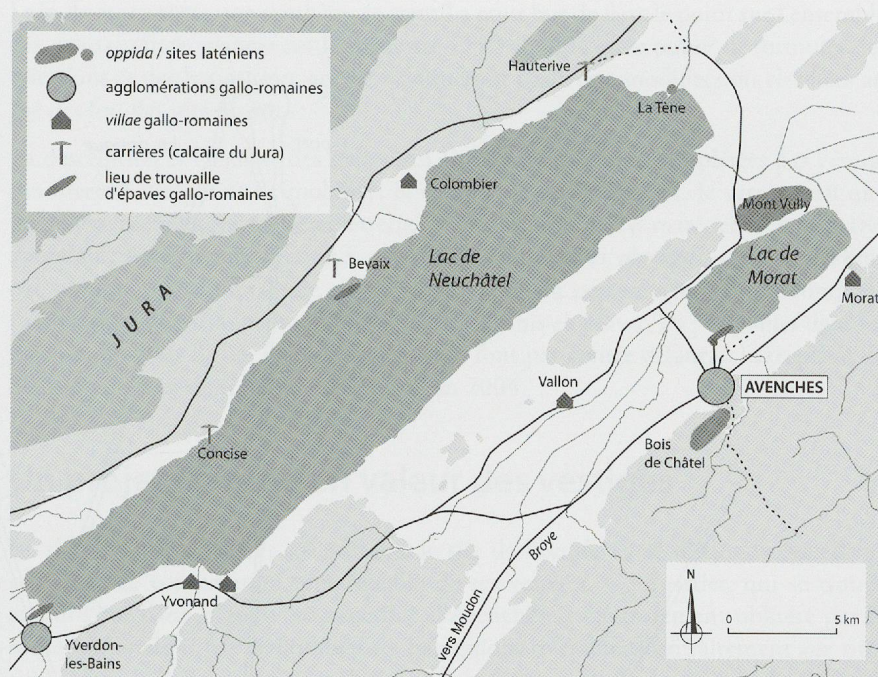 oppida / sites laténiens
agglomérations gallo-romaines
villae gallo-romaines
carrières (calcaire du Jura)
lieu de trouvaille
d'épaves gallo-romaines
Hauterive
La Tène
Colombier
Mont Vully
Bevaix
Lac de
Neuchâtel
Lac de
Morat
Morat
JURA
Vallon
AVENCHES
Concise
Bois
de Châtel
Broye
Yvonand
vers Moudon
Yverdon-
les-Bains
N
0
5 km